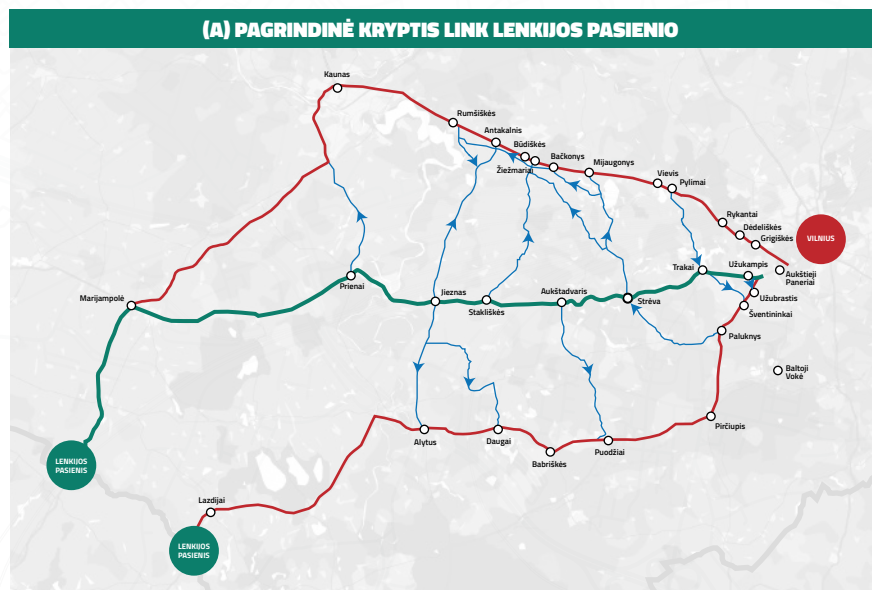 (A) PAGRINDINĖ KRYPTIS LINK LENKIJOS PASIENIO
Kaunas
Rumšiškės
Antakalnis
Būdiškės
Bačkonys
Žiežmariai
Mijaugonys
Vievis
Pylimai
Rykantai
Dėdeliškės
Grigiškės
VILNIUS
Trakai
Užukampis
Aukštieji
Paneriai
Prienai
Marijampolė
Jieznas
Stakliškės
Aukštadvaris
Strėva
Užubrastis
Šventininkai
Paluknys
Baltoji
Vokė
Pirčiupis
Alytus
Daugai
Babriškės
Puodžiai
LENKIJOS
PASIENIS
Lazdijai
LENKIJOS
PASIENIS